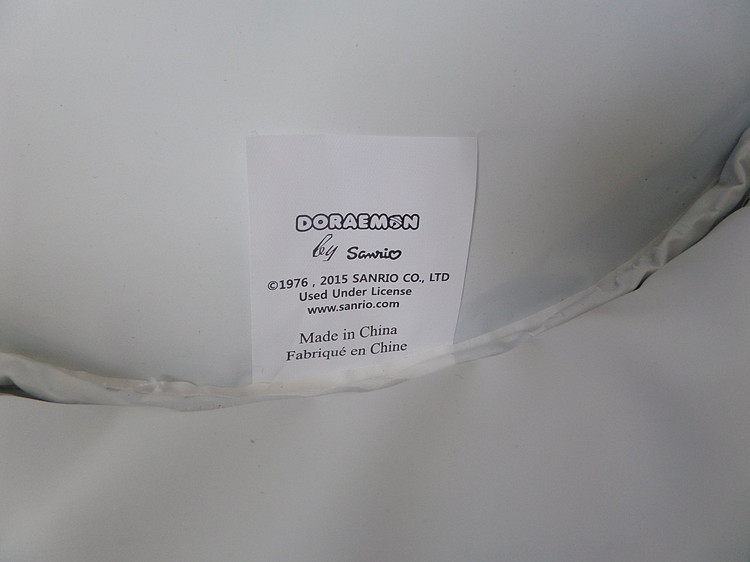 DORAEMON
by Sanrio
©1976 , 2015 SANRIO CO., LTD
Used Under License
www.sanrio.com
Made in China
Fabriqué en Chine